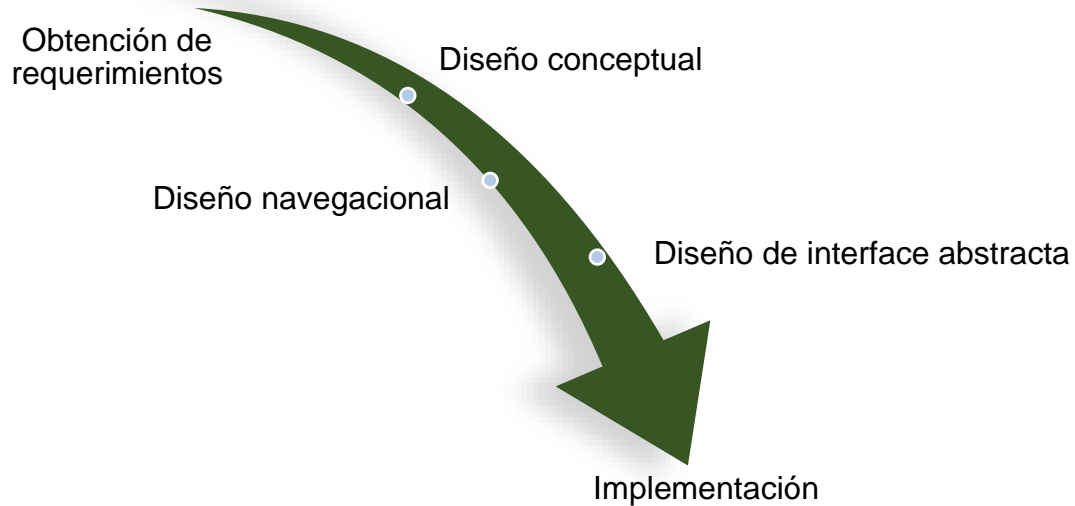 Obtención de
requerimientos
Diseño conceptual
Diseño navegacional
Diseño de interface abstracta
Implementación